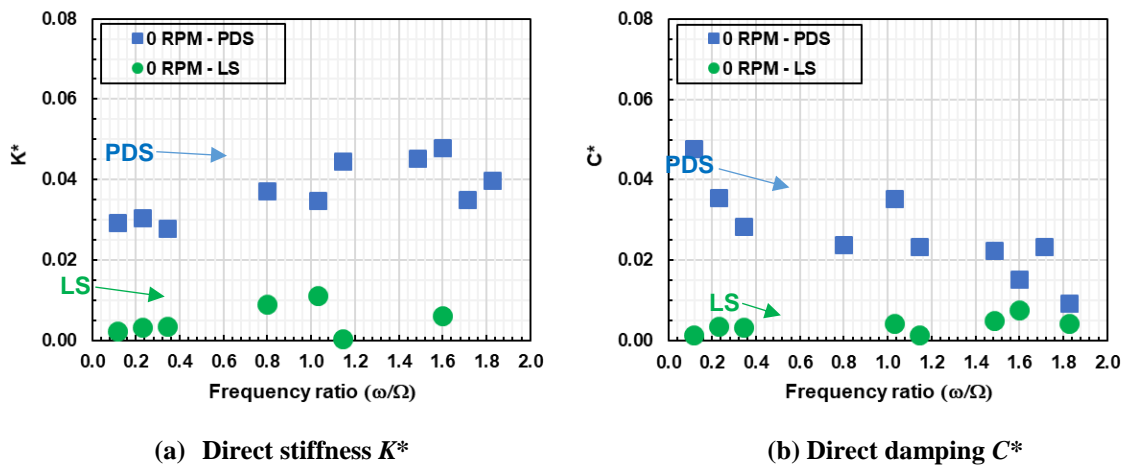 0.08
0.06
0.04
0.02
0.00
K*
0 RPM - PDS
0 RPM - LS
PDS
LS
0.0 0.2 0.4 0.6 0.8 1.0 1.2 1.4 1.6 1.8 2.0
Frequency ratio (ω/Ω)
(a) Direct stiffness K*
0.08
0.06
0.04
0.02
0.00
C*
0 RPM - PDS
0 RPM - LS
PDS
LS
0.0 0.2 0.4 0.6 0.8 1.0 1.2 1.4 1.6 1.8 2.0
Frequency ratio (ω/Ω)
(b) Direct damping C*